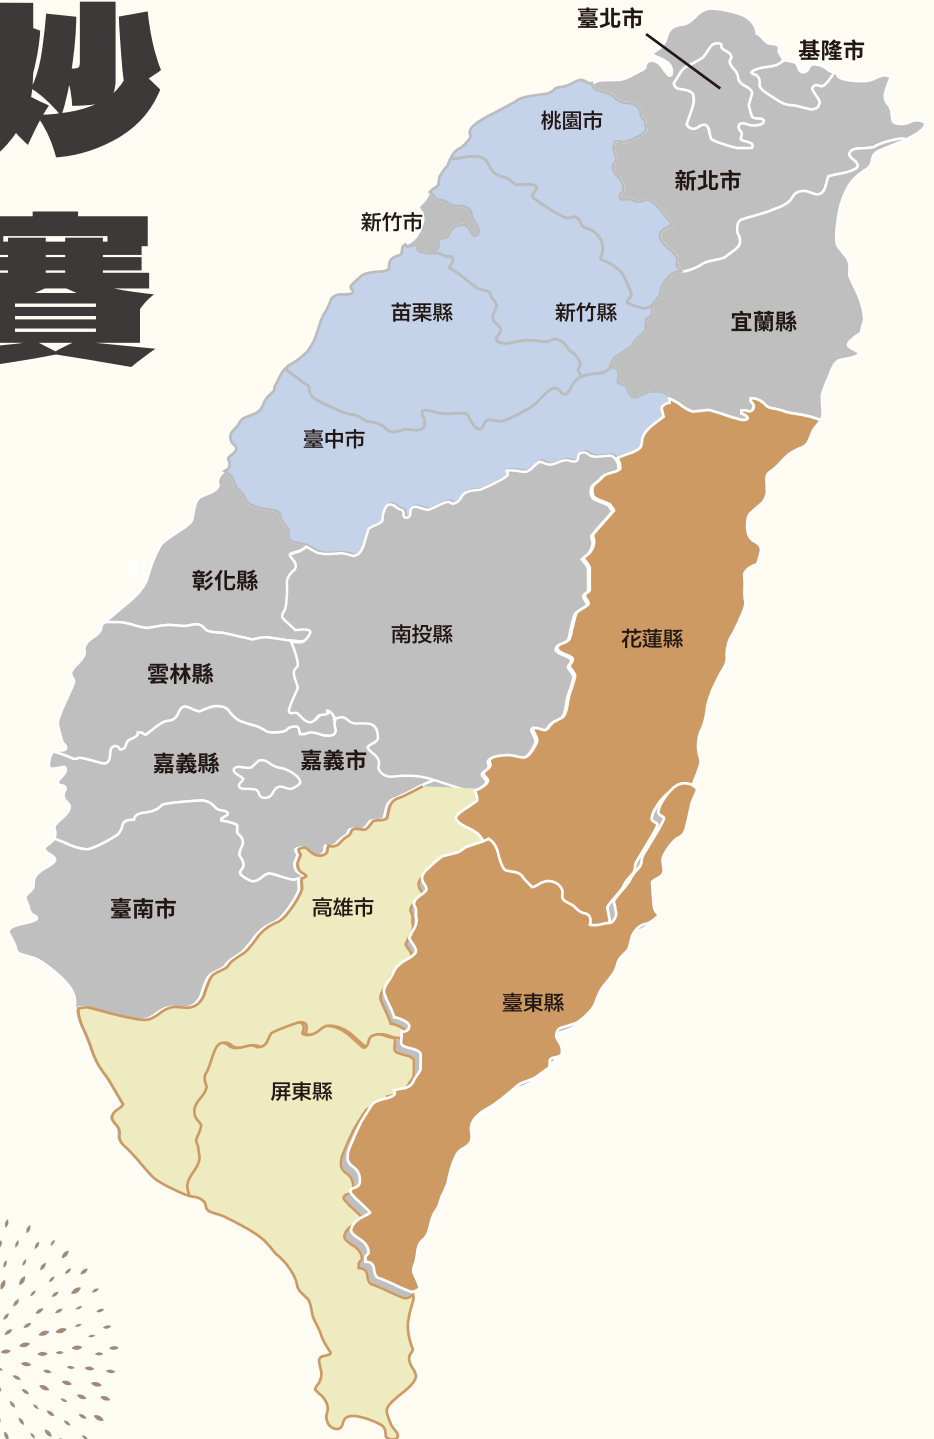 妙
賽
臺北市
基隆市
桃園市
新北市
新竹市
苗栗縣
新竹縣
宜蘭縣
臺中市
彰化縣
南投縣
花蓮縣
雲林縣
嘉義縣
嘉義市
臺南市
高雄市
臺東縣
屏東縣